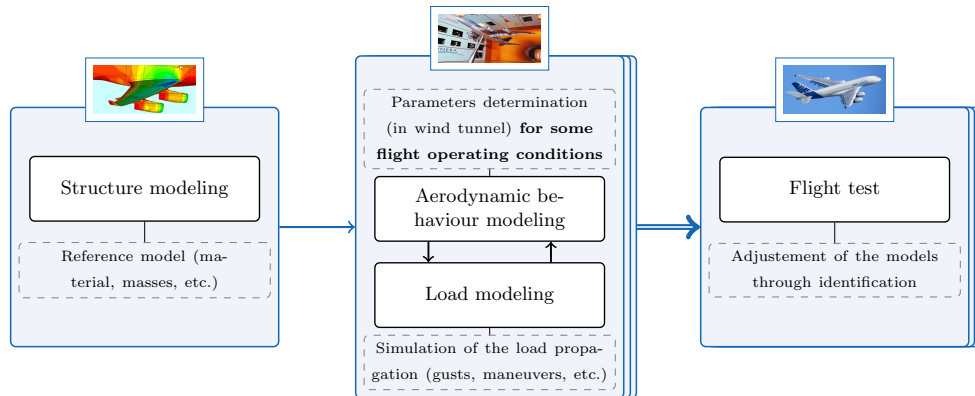 Structure modeling
Reference model (ma-
terial, masses, etc.)
Parameters determination
(in wind tunnel) for some
flight operating conditions
Aerodynamic be-
haviour modeling
Load modeling
Simulation of the load propa-
gation (gusts, maneuvers, etc.)
Flight test
Adjustement of the models
through identification